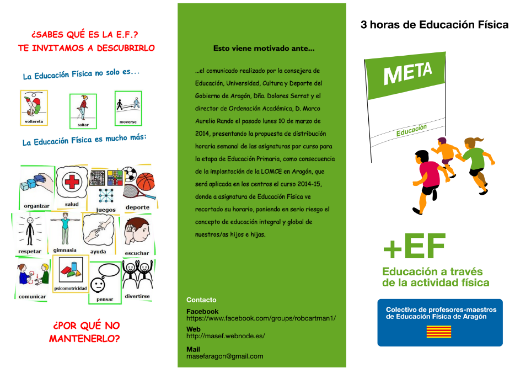 ¿SABES QUÉ ES LA E.F.?
TE INVITAMOS A DESCUBRIRLO
La Educación Física no solo es...
voltereta
saltar
moverse
La Educación Física es mucho más:
organizar
salud
juegos
deporte
respetar
gimnasia
ayuda
escuchar
comunicar
psicomotricidad
pensar
divertirse
¿POR QUÉ NO
MANTENERLO?
Esto viene motivado ante...
...el comunicado realizado por la consejera de
Educación, Universidad, Cultura y Deporte del
Gobierno de Aragón, Dña. Dolores Serrat y el
director de Ordenación Académica, D. Marco
Aurelio Rando el pasado lunes 10 de marzo de
2014, presentando la propuesta de distribución
horaria semanal de las asignaturas por curso para
la etapa de Educación Primaria, como consecuencia
de la implantación de la LOMCE en Aragón, que
será aplicada en los centros el curso 2014-15,
donde a asignatura de Educación Física ve
recortado su horario, poniendo en serio riesgo el
concepto de educación integral y global de
nuestros/as hijos e hijas.
Contacto
Facebook
https://www.facebook.com/groups/robcartman1/
Web
http://masef.webnode.es/
Mail
masefaragon@gmail.com
3 horas de Educación Física
META
Educación
+EF
Educación a través
de la actividad física
Colectivo de profesores-maestros
de Educación Física de Aragón